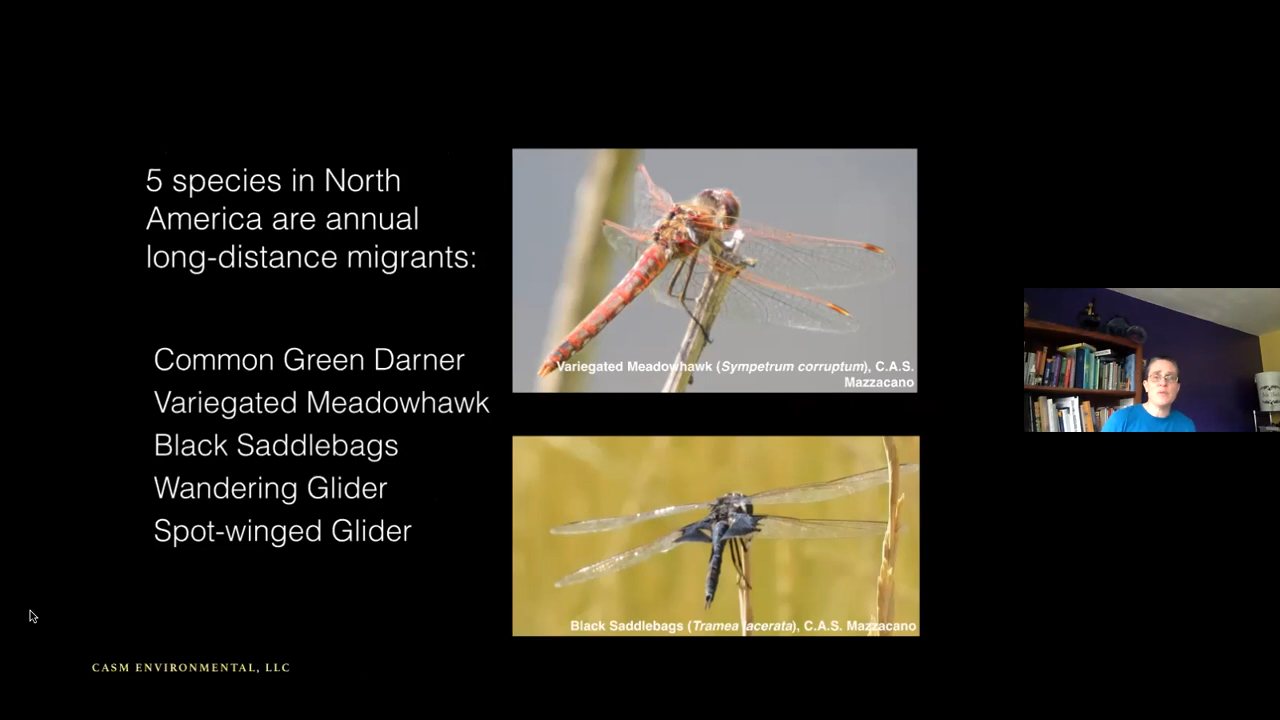 5 species in North
America are annual
long-distance migrants:
Common Green Darner
Variegated Meadowhawk
Black Saddlebags
Wandering Glider
Spot-winged Glider
Variegated Meadowhawk (Sympetrum corruptum), C.A.S.
Mazzacano
Black Saddlebags (Tramea lacerata), C.A.S. Mazzacano
CASM ENVIRONMENTAL, LLC